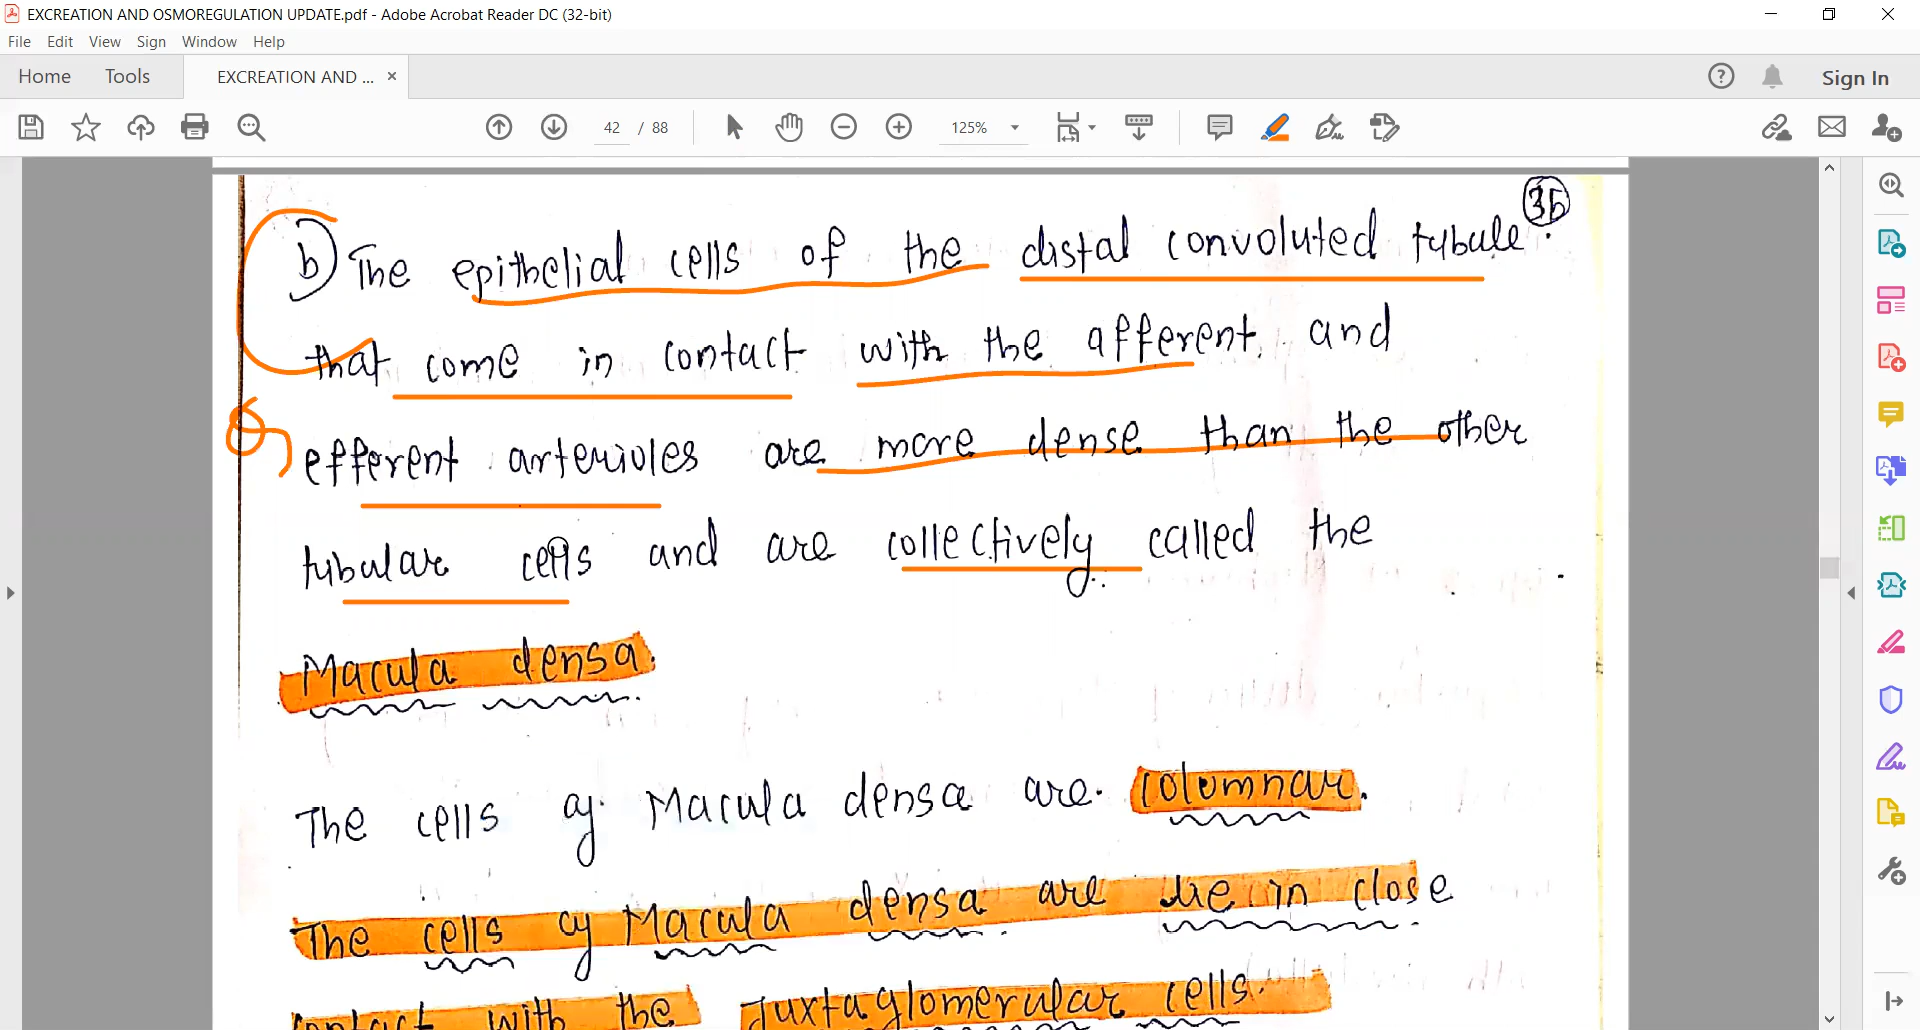 EXCREATION AND OSMOREGULATION UPDATE.pdf - Adobe Acrobat Reader DC (32-bit)
File Edit View Sign Window Help
Home Tools EXCREATION AND ... × Sign In
42 / 88 125%
36
b) The epithelial cells of the distal convoluted tubule
that come in contact with the afferent and
efferent arterioles are more dense than the other
tubular cells and are collectively called the
Macula densa.
The cells of Macula densa are columnar.
The cells of Macula densa are lie in close
contact with the Juxtaglomerular cells.